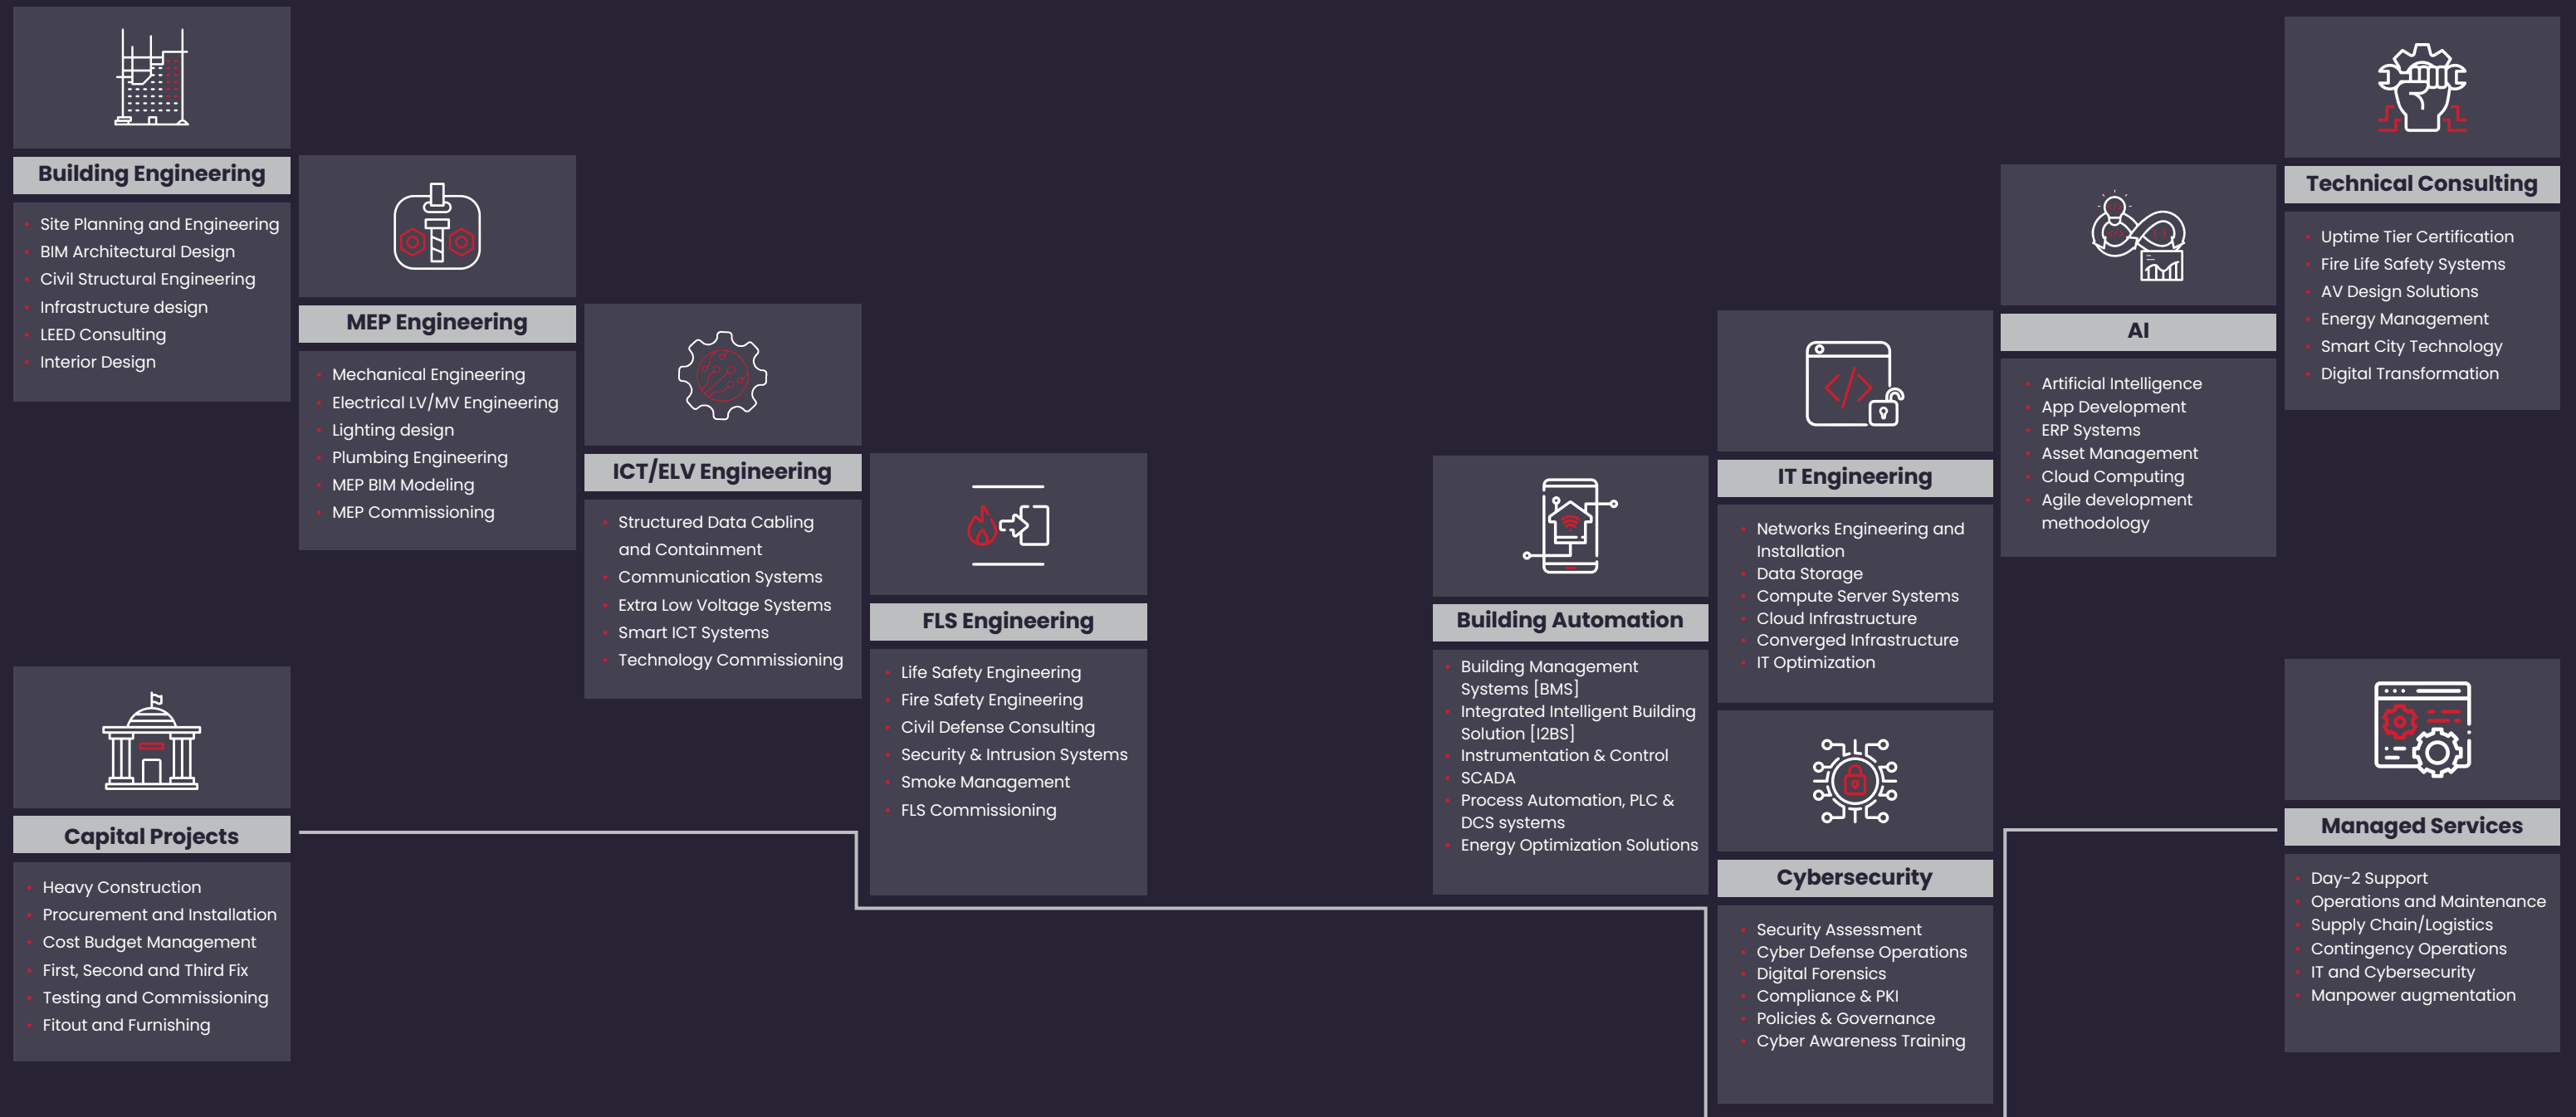 Building Engineering
Site Planning and Engineering
BIM Architectural Design
Civil Structural Engineering
Infrastructure design
LEED Consulting
Interior Design
MEP Engineering
Mechanical Engineering
Electrical LV/MV Engineering
Lighting design
Plumbing Engineering
MEP BIM Modeling
MEP Commissioning
ICT/ELV Engineering
Structured Data Cabling
and Containment
Communication Systems
Extra Low Voltage Systems
Smart ICT Systems
Technology Commissioning
FLS Engineering
Life Safety Engineering
Fire Safety Engineering
Civil Defense Consulting
Security & Intrusion Systems
Smoke Management
FLS Commissioning
Building Automation
Building Management
Systems [BMS]
Integrated Intelligent Building
Solution [I2BS]
Instrumentation & Control
SCADA
Process Automation, PLC &
DCS systems
Energy Optimization Solutions
IT Engineering
Networks Engineering and
Installation
Data Storage
Compute Server Systems
Cloud Infrastructure
Converged Infrastructure
IT Optimization
AI
Artificial Intelligence
App Development
ERP Systems
Asset Management
Cloud Computing
Agile development
methodology
Technical Consulting
Uptime Tier Certification
Fire Life Safety Systems
AV Design Solutions
Energy Management
Smart City Technology
Digital Transformation
Capital Projects
Heavy Construction
Procurement and Installation
Cost Budget Management
First, Second and Third Fix
Testing and Commissioning
Fitout and Furnishing
Cybersecurity
Security Assessment
Cyber Defense Operations
Digital Forensics
Compliance & PKI
Policies & Governance
Cyber Awareness Training
Managed Services
Day-2 Support
Operations and Maintenance
Supply Chain/Logistics
Contingency Operations
IT and Cybersecurity
Manpower augmentation